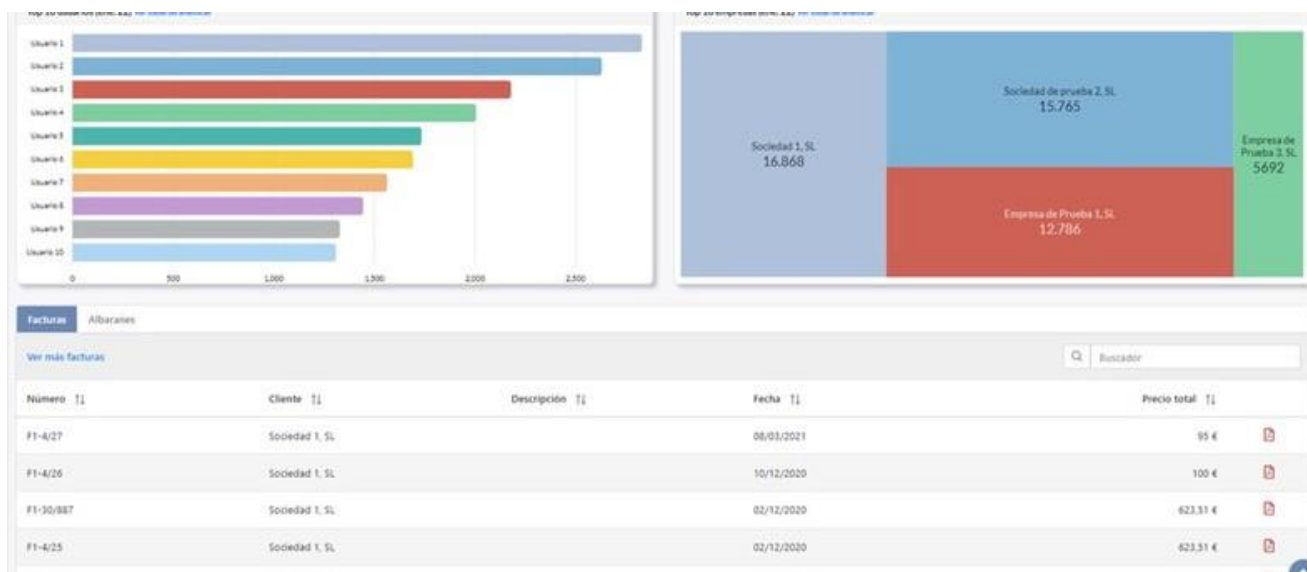 Usuario 1
Usuario 2
Usuario 3
Usuario 4
Usuario 5
Usuario 6
Usuario 7
Usuario 8
Usuario 9
Usuario 10
0 500 1,000 1,500 2,000 2,500
Sociedad 1, SL
16.868
Sociedad de prueba 2, SL
15.765
Empresa de Prueba 1, SL
12.786
Empresa de
Prueba 3, SL
5692
Facturas Albaranes
Ver más facturas Buscador
Número Cliente Descripción Fecha Precio total
F1-4/27 Sociedad 1, SL 08/03/2021 95 €
F1-4/26 Sociedad 1, SL 10/12/2020 100 €
F1-30/887 Sociedad 1, SL 02/12/2020 623,51 €
F1-4/25 Sociedad 1, SL 02/12/2020 623,51 €